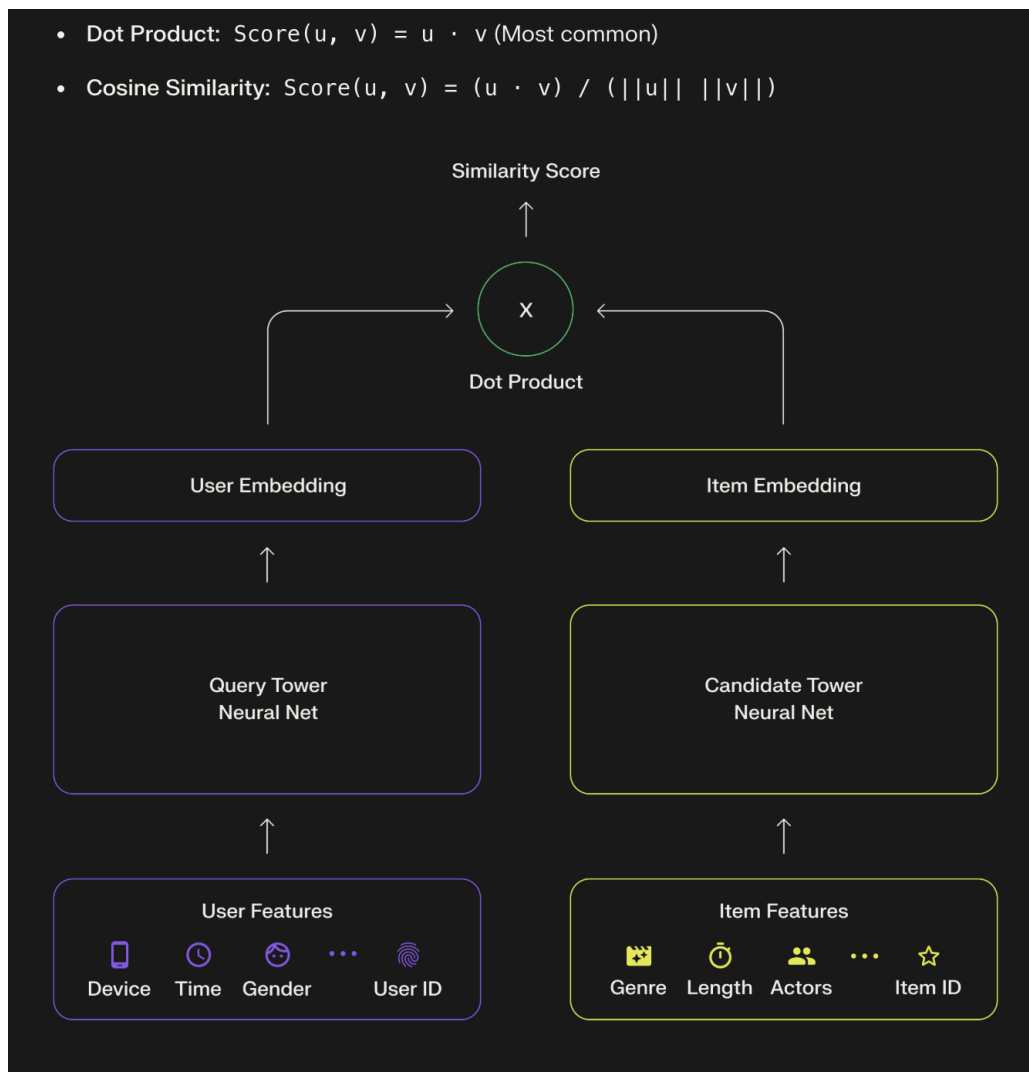 • Dot Product: Score(u, v) = u · v (Most common)
• Cosine Similarity: Score(u, v) = (u · v) / (||u|| ||v||)
Similarity Score
x
Dot Product
User Embedding
Item Embedding
Query Tower
Neural Net
Candidate Tower
Neural Net
User Features
Device Time Gender ••• User ID
Item Features
Genre Length Actors ••• Item ID